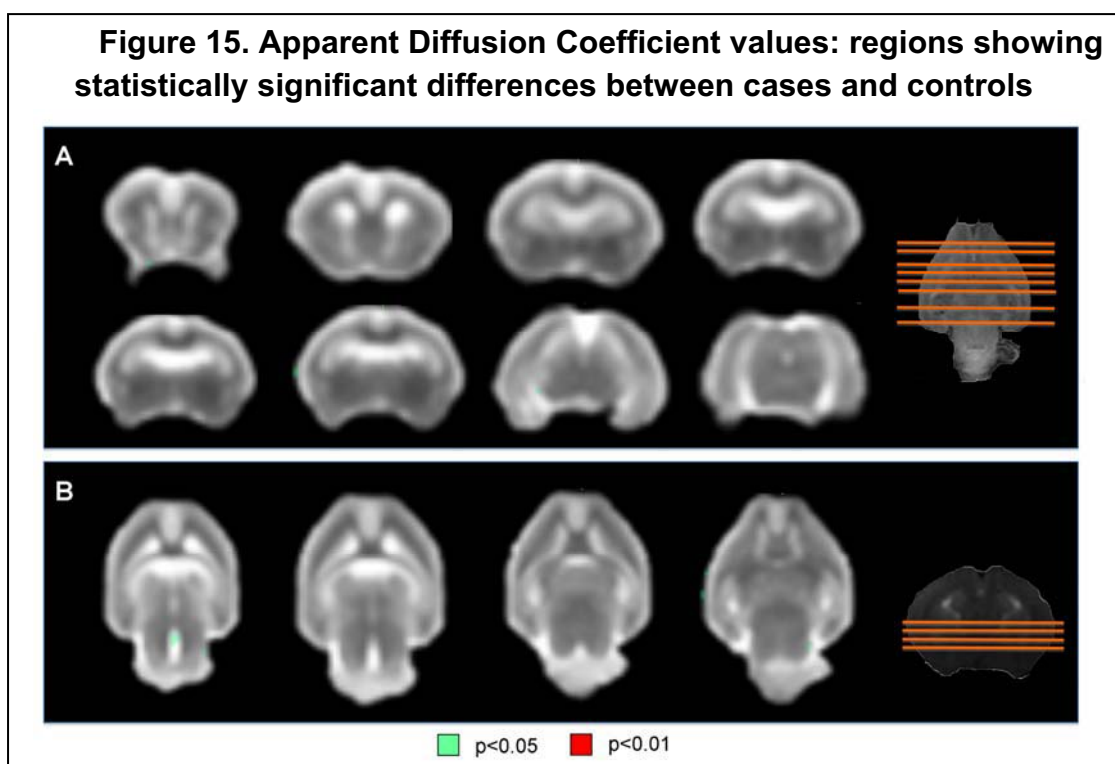 Figure 15. Apparent Diffusion Coefficient values: regions showing
statistically significant differences between cases and controls
A
B
p<0.05 p<0.01